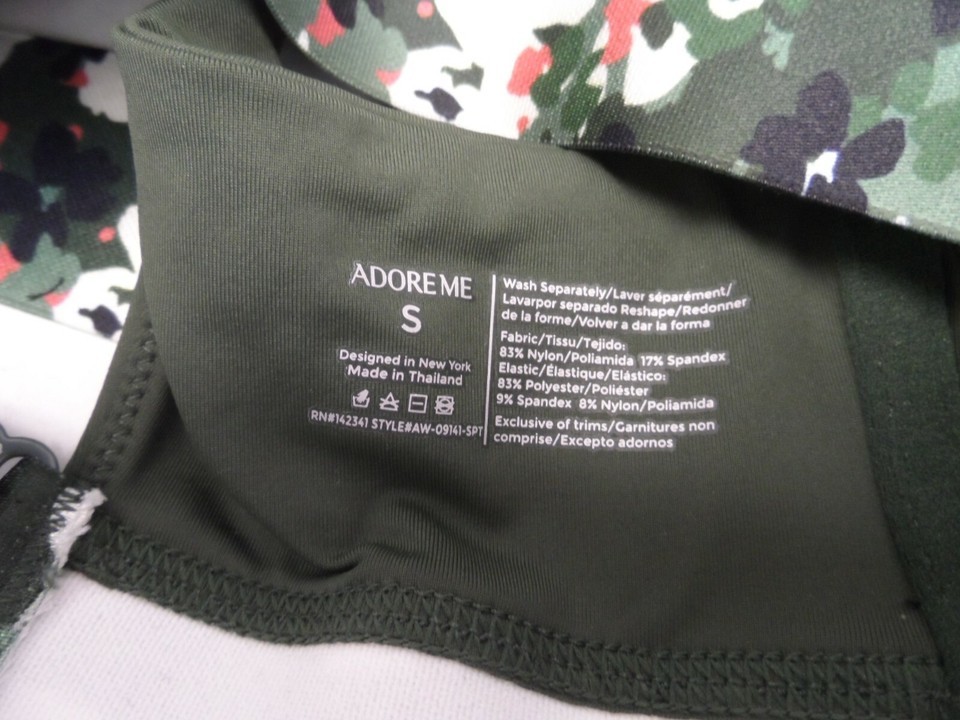 ADORE ME
S
Designed in New York
Made in Thailand
RN#142341 STYLE#AW-09141-SPT
Wash Separately/Laver séparément/
Lavarpor separado Reshape/Redonner
de la forme/Volver a dar la forma
Fabric/Tissu/Tejido:
83% Nylon/Poliamida 17% Spandex
Elastic/Élastique/Elástico:
83% Polyester/Poliéster
9% Spandex 8% Nylon/Poliamida
Exclusive of trims/Garnitures non
comprise/Excepto adornos